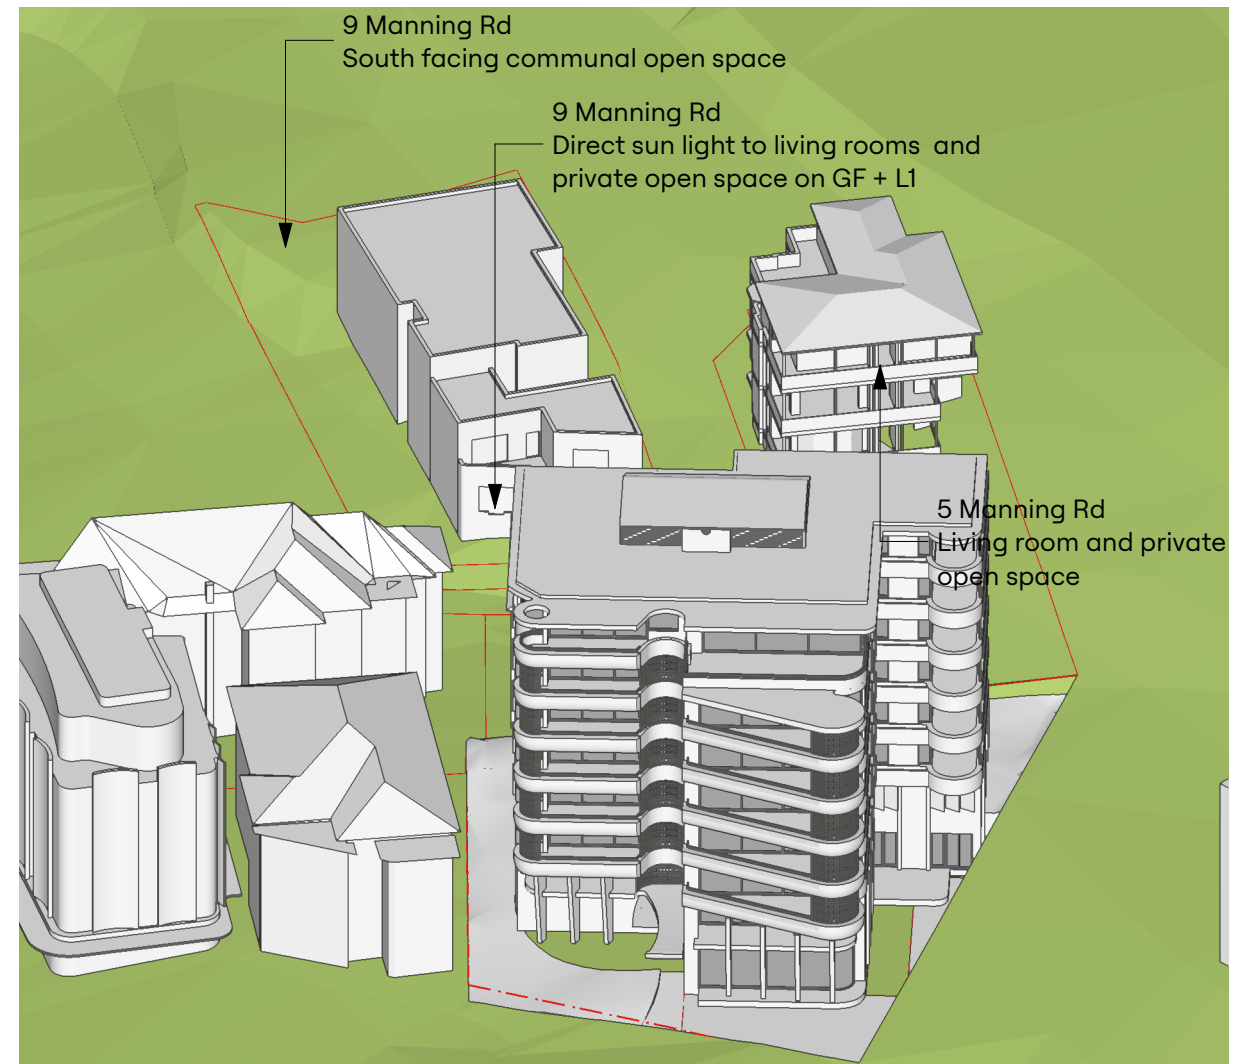 9 Manning Rd
South facing communal open space
9 Manning Rd
Direct sun light to living rooms  and
private open space on GF + L1
5 Manning Rd
Living room and private
open space